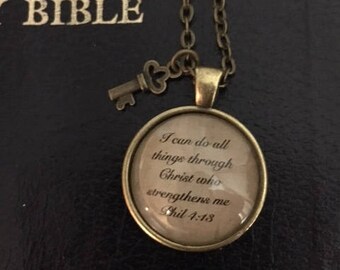 BIBLE
I can do all
things through
Christ who
strengthens me
Phil 4:13